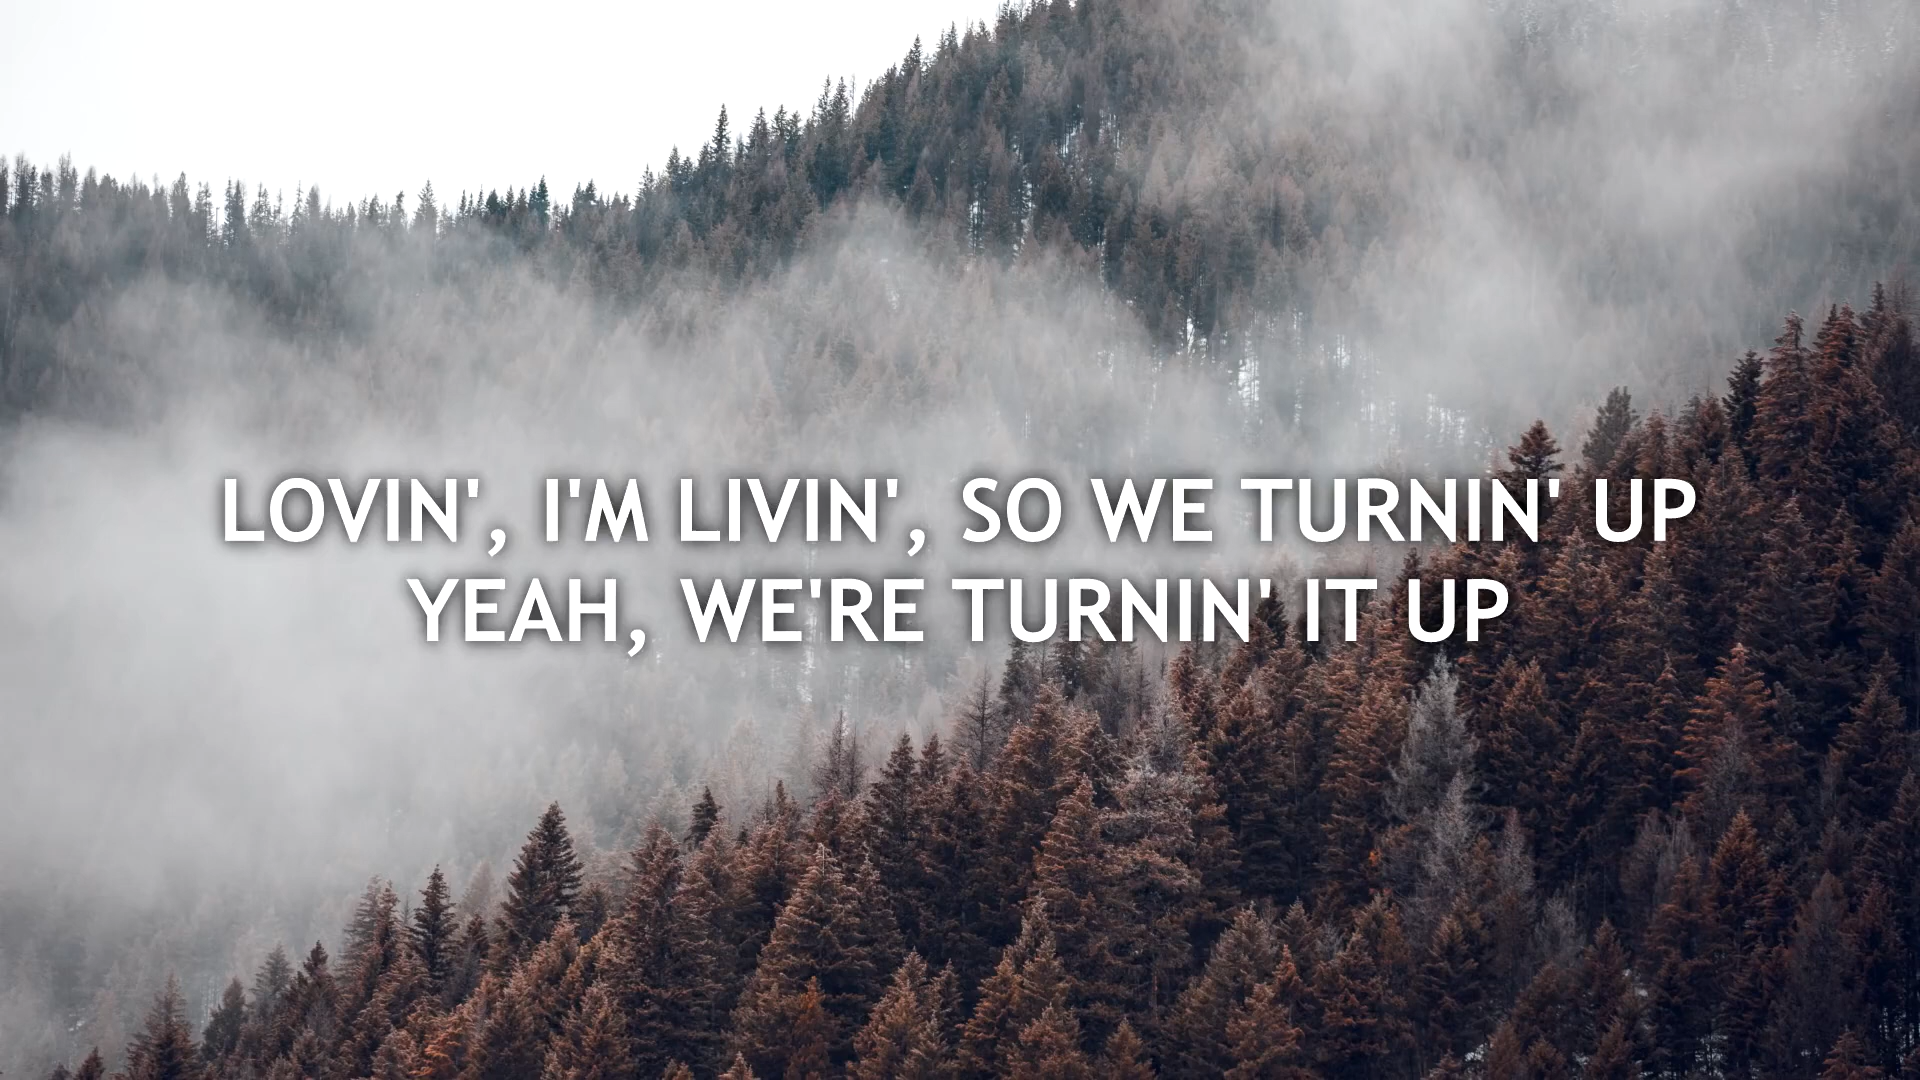 LOVIN', I'M LIVIN', SO WE TURNIN' UP
YEAH, WE'RE TURNIN' IT UP